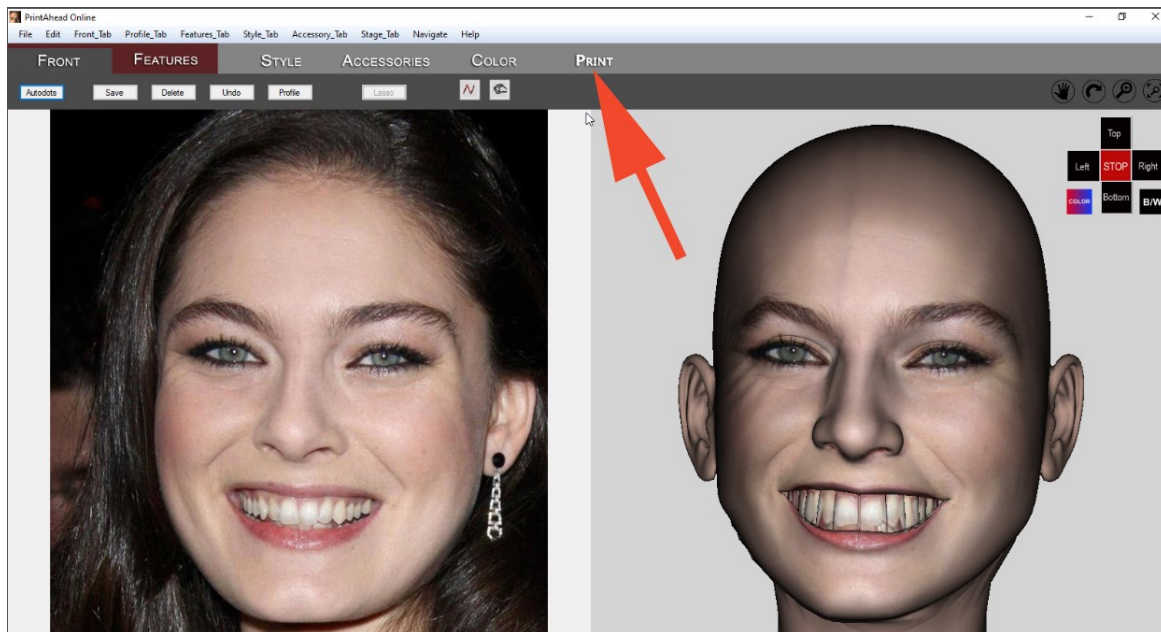 PrintAhead Online
File Edit Front_Tab Profile_Tab Features_Tab Style_Tab Accessory_Tab Stage_Tab Navigate Help
FRONT FEATURES STYLE ACCESSORIES COLOR PRINT
Autodots Save Delete Undo Profile Lasso
Top
Left STOP Right
COLOR Bottom B/W